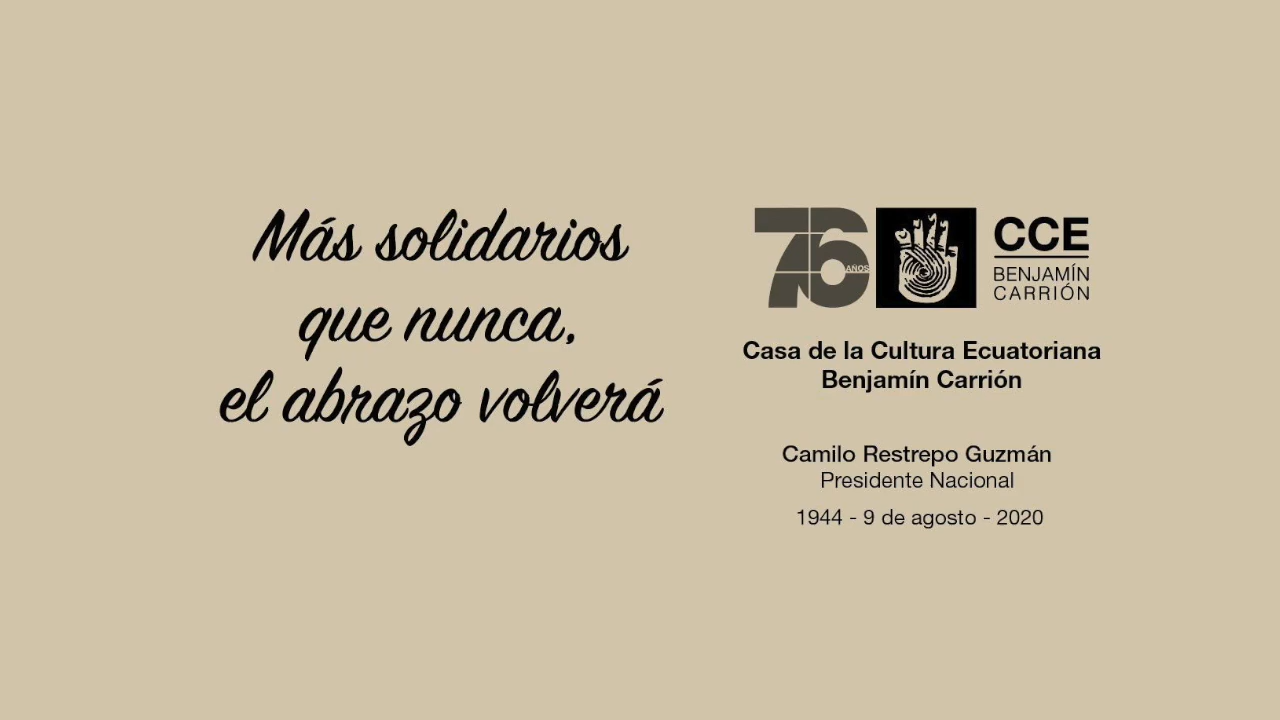 Más solidarios
que nunca,
el abrazo volverá
76 AÑOS
CCE
BENJAMÍN
CARRIÓN
Casa de la Cultura Ecuatoriana
Benjamín Carrión
Camilo Restrepo Guzmán
Presidente Nacional
1944 - 9 de agosto - 2020